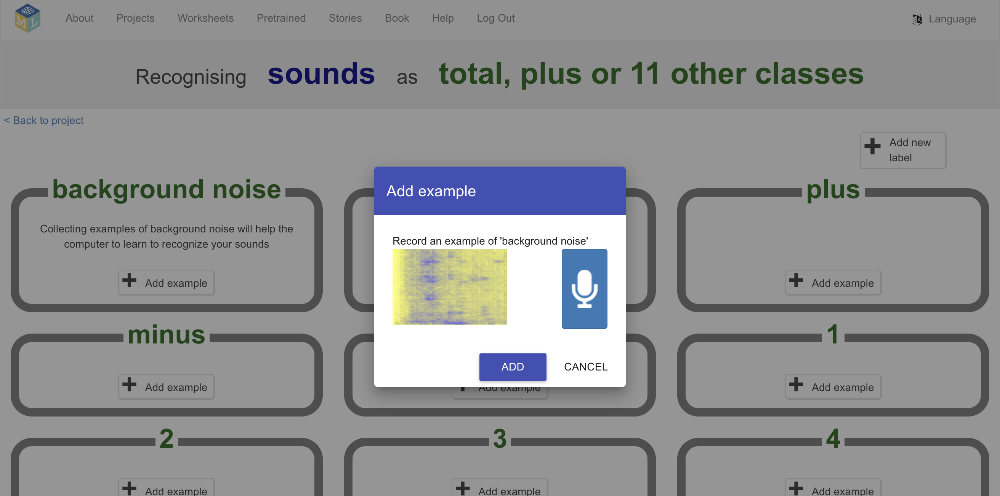 M L
About Projects Worksheets Pretrained Stories Book Help Log Out Language
Recognising sounds as total, plus or 11 other classes
< Back to project
Add new
label
background noise
Collecting examples of background noise will help the
computer to learn to recognize your sounds
Add example
Add example
Record an example of 'background noise'
ADD CANCEL
plus
Add example
minus
Add example
Add example
1
Add example
2
Add example
3
Add example
4
Add example